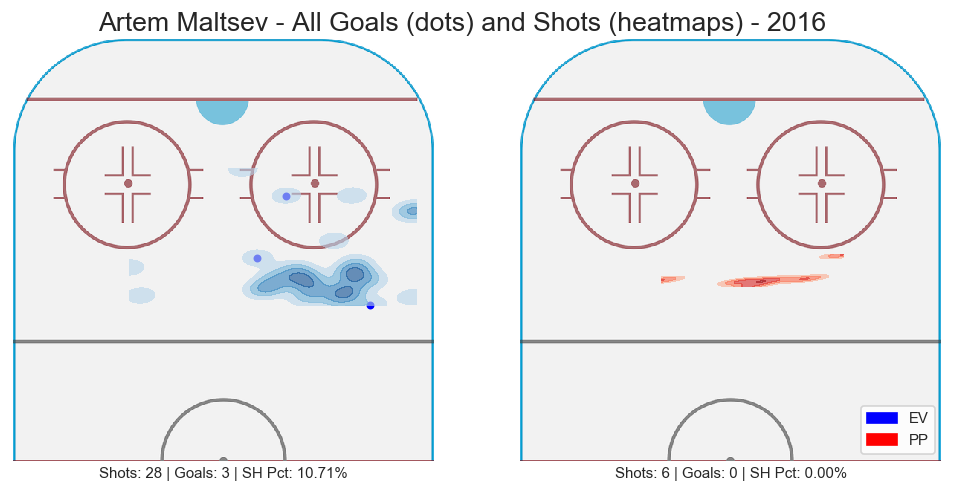 Artem Maltsev - All Goals (dots) and Shots (heatmaps) - 2016
EV
PP
Shots: 28 | Goals: 3 | SH Pct: 10.71%
Shots: 6 | Goals: 0 | SH Pct: 0.00%